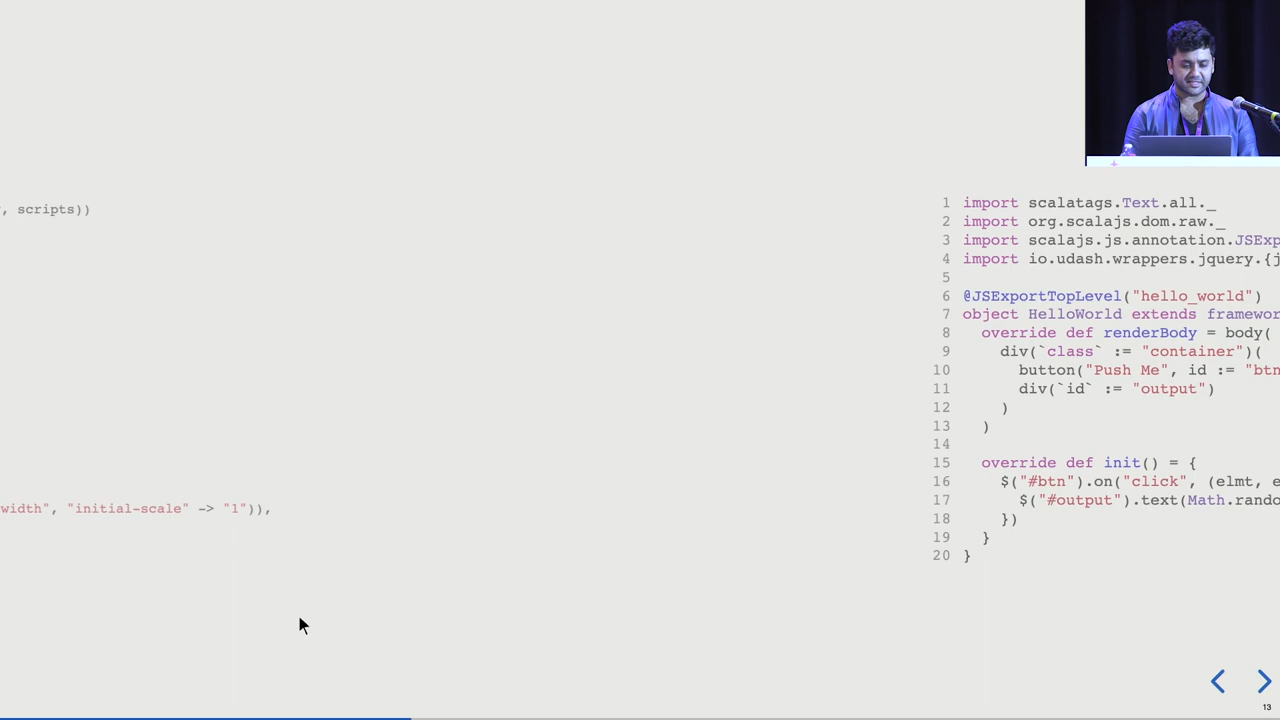 , scripts))
width", "initial-scale" -> "1")),
1 import scalatags.Text.all._
2 import org.scalajs.dom.raw._
3 import scalajs.js.annotation.JSExp
4 import io.udash.wrappers.jquery.{j
5
6 @JSExportTopLevel("hello_world")
7 object HelloWorld extends framewor
8 override def renderBody = body(
9 div(`class` := "container")(
10 button("Push Me", id := "btn
11 div(`id` := "output")
12 )
13 )
14
15 override def init() = {
16 $("#btn").on("click", (elmt, e
17 $("#output").text(Math.rando
18 })
19 }
20 }
13